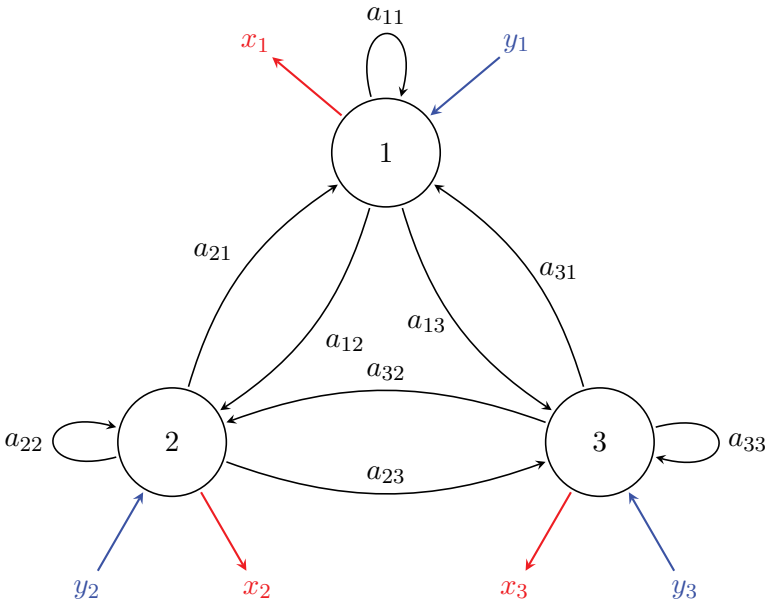 a₁₁
x₁
y₁
1
a₂₁
a₃₁
a₁₃
a₁₂
a₃₂
a₂₂
2
3
a₃₃
a₂₃
y₂
x₂
x₃
y₃